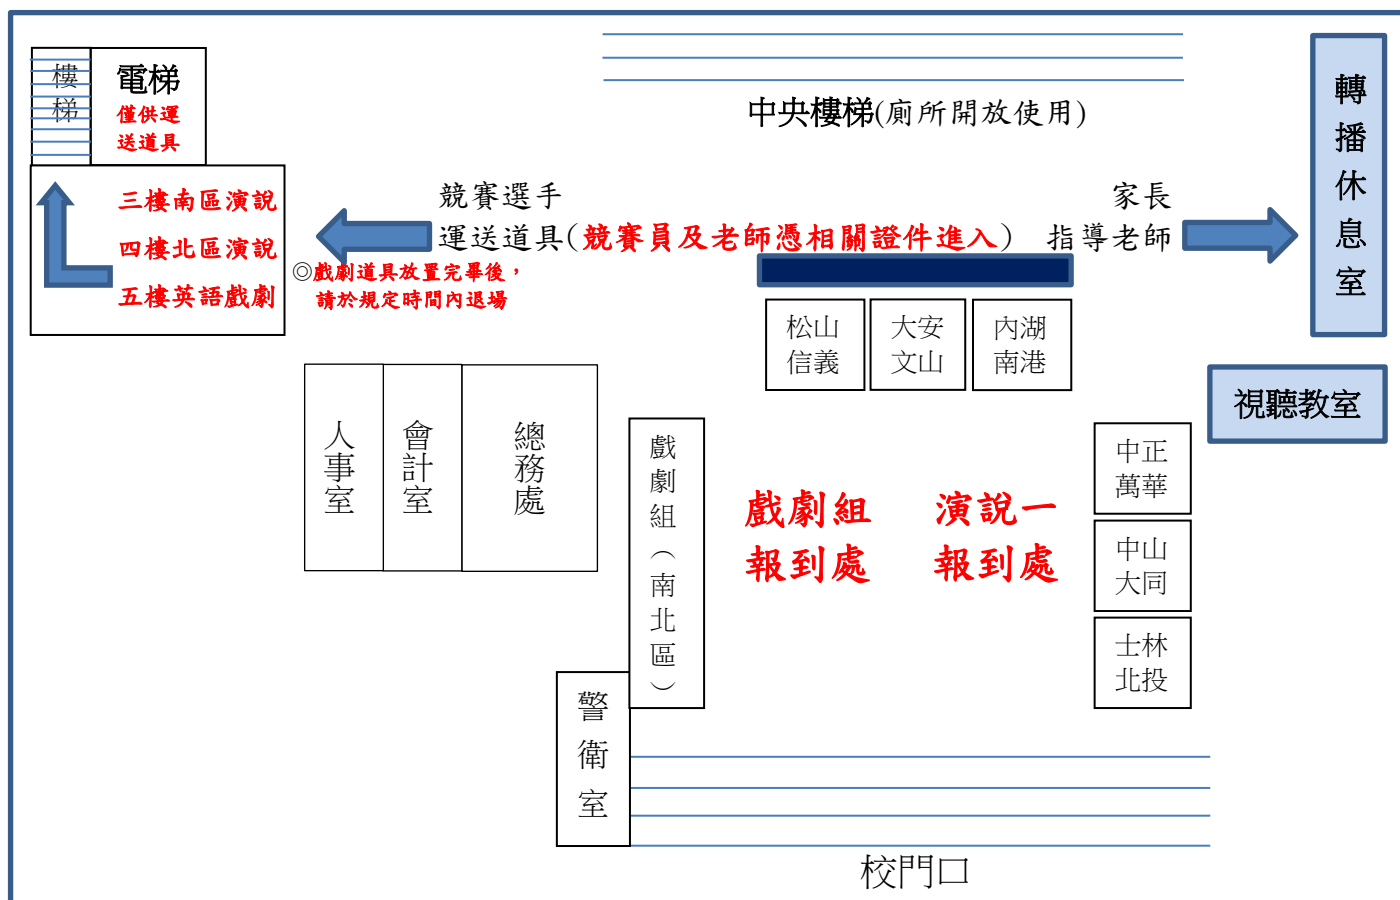 樓梯
電梯
僅供運
送道具
中央樓梯(廁所開放使用)
轉播休息室
三樓南區演說
四樓北區演說
五樓英語戲劇
競賽選手
運送道具(競賽員及老師憑相關證件進入)
◎戲劇道具放置完畢後，
請於規定時間內退場
家長
指導老師
松山
信義
大安
文山
內湖
南港
視聽教室
人事室
會計室
總務處
戲劇組（南北區）
戲劇組
報到處
演說一
報到處
中正
萬華
中山
大同
士林
北投
警衛室
校門口